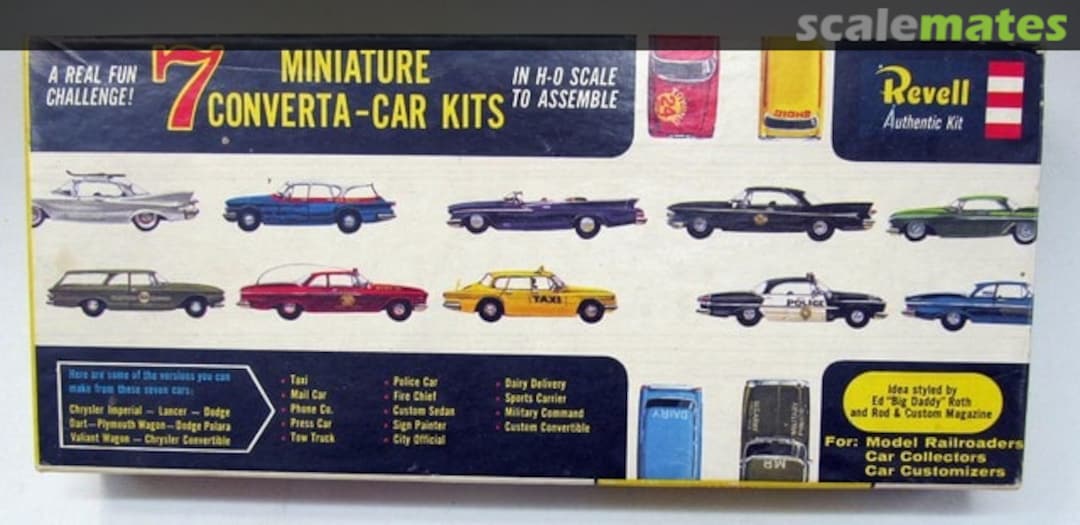 scalemates
A REAL FUN
CHALLENGE!
7
MINIATURE
CONVERTA-CAR KITS
IN H-O SCALE
TO ASSEMBLE
Revell
Authentic Kit
TAXI
POLICE
Here are some of the versions you can
make from these seven cars:
Chrysler Imperial — Lancer — Dodge
Dart—Plymouth Wagon—Dodge Polara
Valiant Wagon — Chrysler Convertible
Taxi
Mail Car
Phone Co.
Press Car
Tow Truck
Police Car
Fire Chief
Custom Sedan
Sign Painter
City Official
Dairy Delivery
Sports Carrier
Military Command
Custom Convertible
DAIRY
Idea styled by
Ed "Big Daddy" Roth
and Rod & Custom Magazine
For: Model Railroaders
Car Collectors
Car Customizers